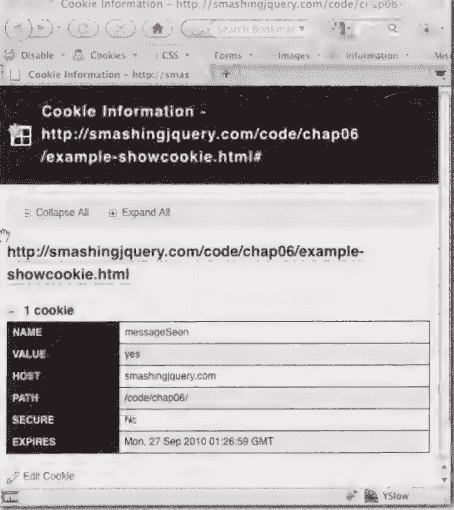 Cookie Information - http://smashingjquery.com/code/chap06-
Search Bookmar
Disable Cookies CSS Forms Images information
Cookie Information - http://smas
Cookie Information -
http://smashingjquery.com/code/chap06
/example-showcookie.html#
Collapse All Expand All
http://smashingjquery.com/code/chap06/example-
showcookie.html
- 1 cookie
NAME messageSeen
VALUE yes
HOST smashingjquery.com
PATH /code/chap06/
SECURE No
EXPIRES Mon, 27 Sep 2010 01:26:59 GMT
Edit Cookie
YSlow